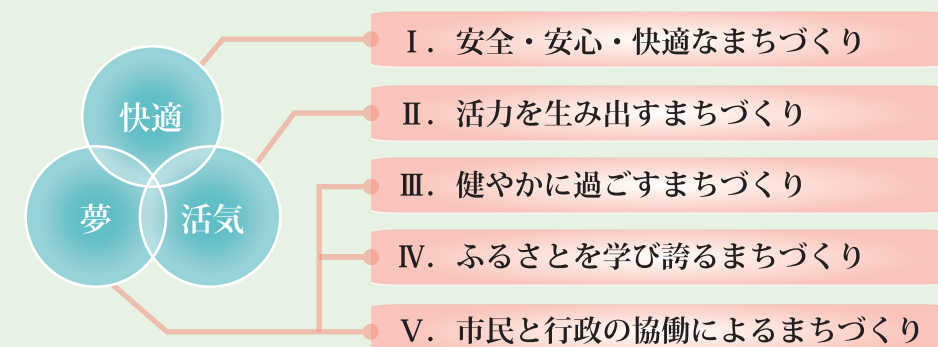 快適
夢
活気
Ⅰ．安全・安心・快適なまちづくり
Ⅱ．活力を生み出すまちづくり
Ⅲ．健やかに過ごすまちづくり
Ⅳ．ふるさとを学び誇るまちづくり
Ⅴ．市民と行政の協働によるまちづくり